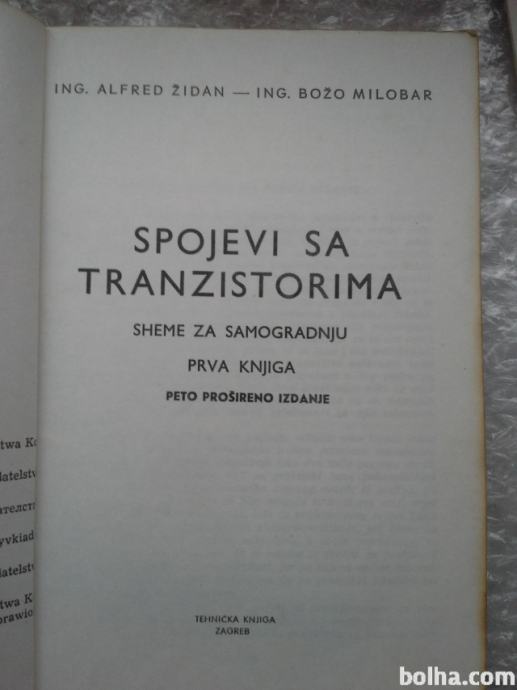 ING. ALFRED ŽIDAN — ING. BOŽO MILOBAR
SPOJEVI SA
TRANZISTORIMA
SHEME ZA SAMOGRADNJU
PRVA KNJIGA
PETO PROŠIRENO IZDANJE
TEHNIČKA KNJIGA
ZAGREB
bolha.com